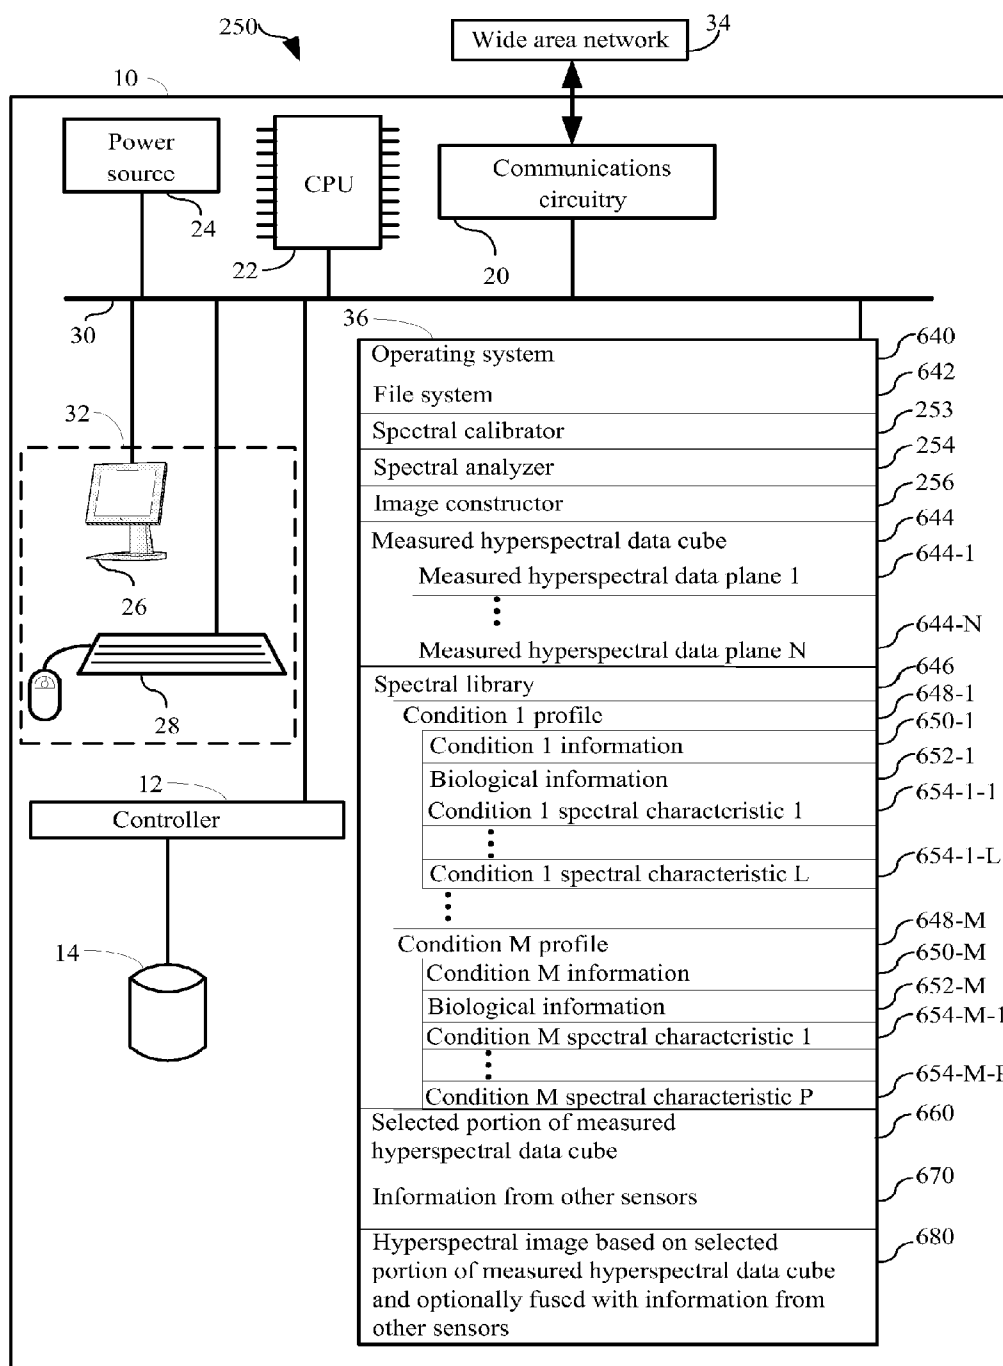 250
Wide area network
34
10
Power
source
24
CPU
22
Communications
circuitry
20
30
36
Operating system
640
File system
642
Spectral calibrator
253
Spectral analyzer
254
Image constructor
256
Measured hyperspectral data cube
644
Measured hyperspectral data plane 1
644-1
Measured hyperspectral data plane N
644-N
32
26
28
Spectral library
646
Condition 1 profile
648-1
Condition 1 information
650-1
Biological information
652-1
Condition 1 spectral characteristic 1
654-1-1
Condition 1 spectral characteristic L
654-1-L
12
Controller
14
Condition M profile
648-M
Condition M information
650-M
Biological information
652-M
Condition M spectral characteristic 1
654-M-1
Condition M spectral characteristic P
Selected portion of measured
hyperspectral data cube
660
Information from other sensors
670
Hyperspectral image based on selected
portion of measured hyperspectral data cube
and optionally fused with information from
other sensors
680